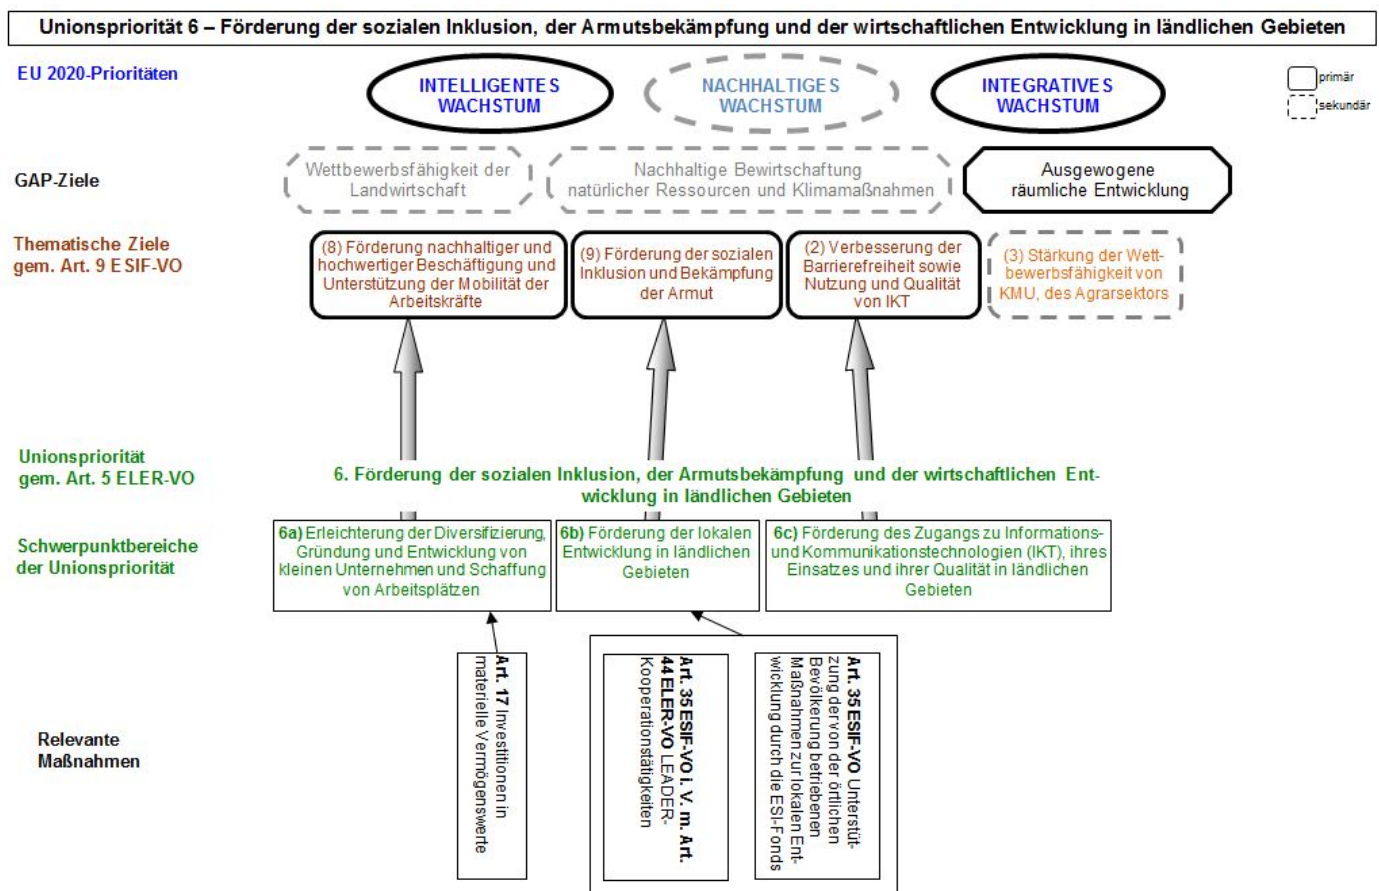 Unionspriorität 6 – Förderung der sozialen Inklusion, der Armutsbekämpfung und der wirtschaftlichen Entwicklung in ländlichen Gebieten
EU 2020-Prioritäten
INTELLIGENTES
WACHSTUM
NACHHALTIGES
WACHSTUM
INTEGRATIVES
WACHSTUM
primär
sekundär
GAP-Ziele
Wettbewerbsfähigkeit der
Landwirtschaft
Nachhaltige Bewirtschaftung
natürlicher Ressourcen und Klimamaßnahmen
Ausgewogene
räumliche Entwicklung
Thematische Ziele
gem. Art. 9 ESIF-VO
(8) Förderung nachhaltiger und
hochwertiger Beschäftigung und
Unterstützung der Mobilität der
Arbeitskräfte
(9) Förderung der sozialen
Inklusion und Bekämpfung
der Armut
(2) Verbesserung der
Barrierefreiheit sowie
Nutzung und Qualität
von IKT
(3) Stärkung der Wett-
bewerbsfähigkeit von
KMU, des Agrarsektors
Unionspriorität
gem. Art. 5 ELER-VO
6. Förderung der sozialen Inklusion, der Armutsbekämpfung und der wirtschaftlichen Ent-
wicklung in ländlichen Gebieten
Schwerpunktbereiche
der Unionspriorität
6a) Erleichterung der Diversifizierung,
Gründung und Entwicklung von
kleinen Unternehmen und Schaffung
von Arbeitsplätzen
6b) Förderung der lokalen
Entwicklung in ländlichen
Gebieten
6c) Förderung des Zugangs zu Informations-
und Kommunikationstechnologien (IKT), ihres
Einsatzes und ihrer Qualität in ländlichen
Gebieten
Relevante
Maßnahmen
Art. 17 Investitionen in
materielle Vermögenswerte
Art. 35 ESIF-VO i. V. m. Art.
44 ELER-VO LEADER-
Kooperationstätigkeiten
Art. 35 ESIF-VO Unterstüt-
zung der von der örtlichen
Bevölkerung betriebenen
Maßnahmen zur lokalen Ent-
wicklung durch die ESI-Fonds